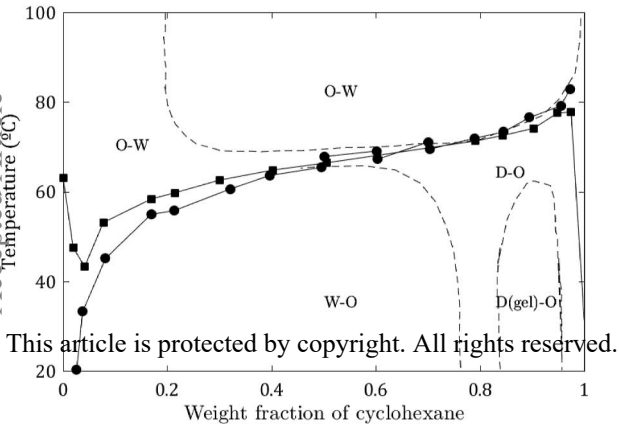 100
80
60
40
20
Temperature (ºC)
O-W
O-W
D-O
W-O
D(gel)-O
This article is protected by copyright. All rights reserved.
0
0.2
0.4
0.6
0.8
1
Weight fraction of cyclohexane